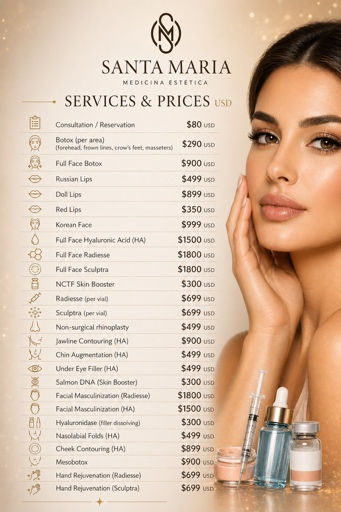 SM
SANTA MARIA
MEDICINA ESTÉTICA
SERVICES & PRICES USD
Consultation / Reservation $80 USD
Botox (per area) $290 USD
(forehead, frown lines, crow's feet, masseters)
Full Face Botox $900 USD
Russian Lips $499 USD
Doll Lips $899 USD
Red Lips $350 USD
Korean Face $999 USD
Full Face Hyaluronic Acid (HA) $1500 USD
Full Face Radiesse $1800 USD
Full Face Sculptra $1800 USD
NCTF Skin Booster $300 USD
Radiesse (per vial) $699 USD
Sculptra (per vial) $699 USD
Non-surgical rhinoplasty $499 USD
Jawline Contouring (HA) $900 USD
Chin Augmentation (HA) $499 USD
Under Eye Filler (HA) $499 USD
Salmon DNA (Skin Booster) $300 USD
Facial Masculinization (Radiesse) $1800 USD
Facial Masculinization (HA) $1500 USD
Hyaluronidase (filler dissolving) $300 USD
Nasolabial Folds (HA) $499 USD
Cheek Contouring (HA) $899 USD
Mesobotox $900 USD
Hand Rejuvenation (Radiesse) $699 USD
Hand Rejuvenation (Sculptra) $699 USD